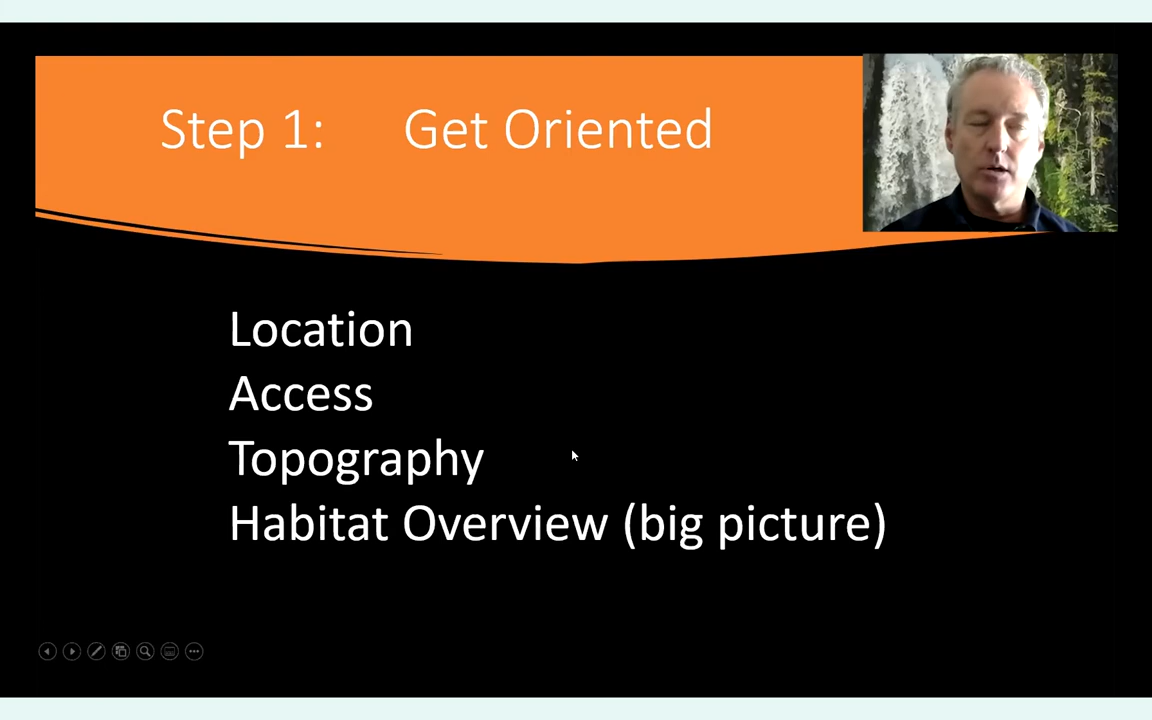 Step 1: Get Oriented
Location
Access
Topography
Habitat Overview (big picture)